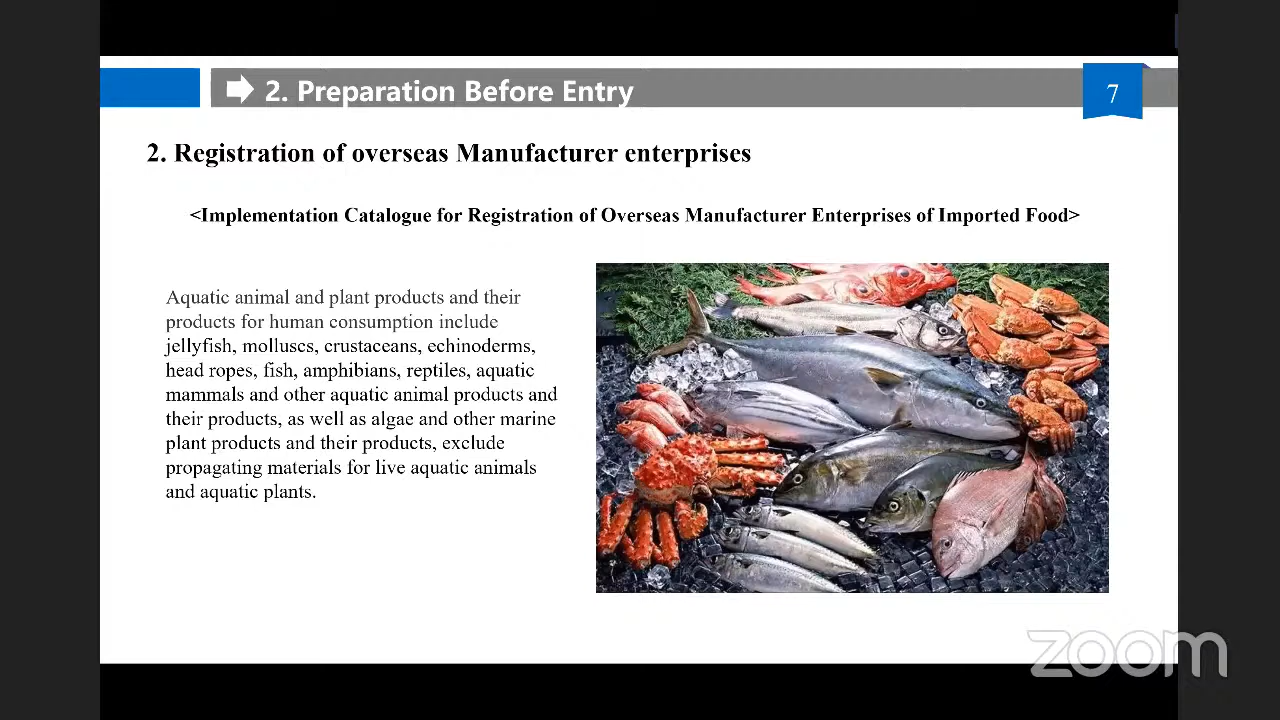 2. Preparation Before Entry
7
2. Registration of overseas Manufacturer enterprises
<Implementation Catalogue for Registration of Overseas Manufacturer Enterprises of Imported Food>
Aquatic animal and plant products and their
products for human consumption include
jellyfish, molluscs, crustaceans, echinoderms,
head ropes, fish, amphibians, reptiles, aquatic
mammals and other aquatic animal products and
their products, as well as algae and other marine
plant products and their products, exclude
propagating materials for live aquatic animals
and aquatic plants.
zoom